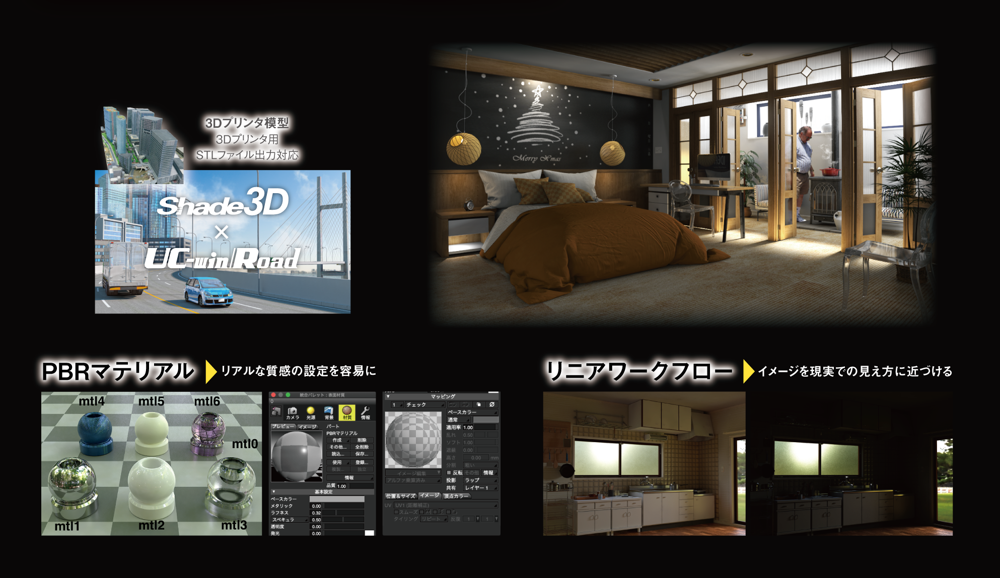 3Dプリンタ模型
3Dプリンタ用
STLファイル出力対応
Shade3D
×
UC-win/Road
Merry Xmas
PBRマテリアル
リアルな質感の設定を容易に
mtl4
mtl5
mtl6
mtl0
mtl1
mtl2
mtl3
統合パレット：表面材質
カメラ
光源
背景
材質
情報
プレビュー
イメージ
パート
PBRマテリアル
作成
削除
その他...
全削除
読込...
保存...
使用
登録...
複製...
独立
情報
品質 1.00
基本設定
ベースカラー
メタリック 0.00
ラフネス 0.32
スペキュラ 0.50
透明度 0.00
発光 0.00
マッピング
1 チェック
ベースカラー
通常
適用率 1.00
乱れ 0.50
ソフト 1.00
遮蔽 0.00
高さ 0.00 mm
分割 粗い
反転 その他 情報
投影 ラップ
共有 レイヤー 1
イメージ編集
アルファ乗算済み
位置&サイズ
イメージ
頂点カラー
UV UV1 (距離補正)
スムーズ
タイリング リピート 反復 1 1
リニアワークフロー
イメージを現実での見え方に近づける